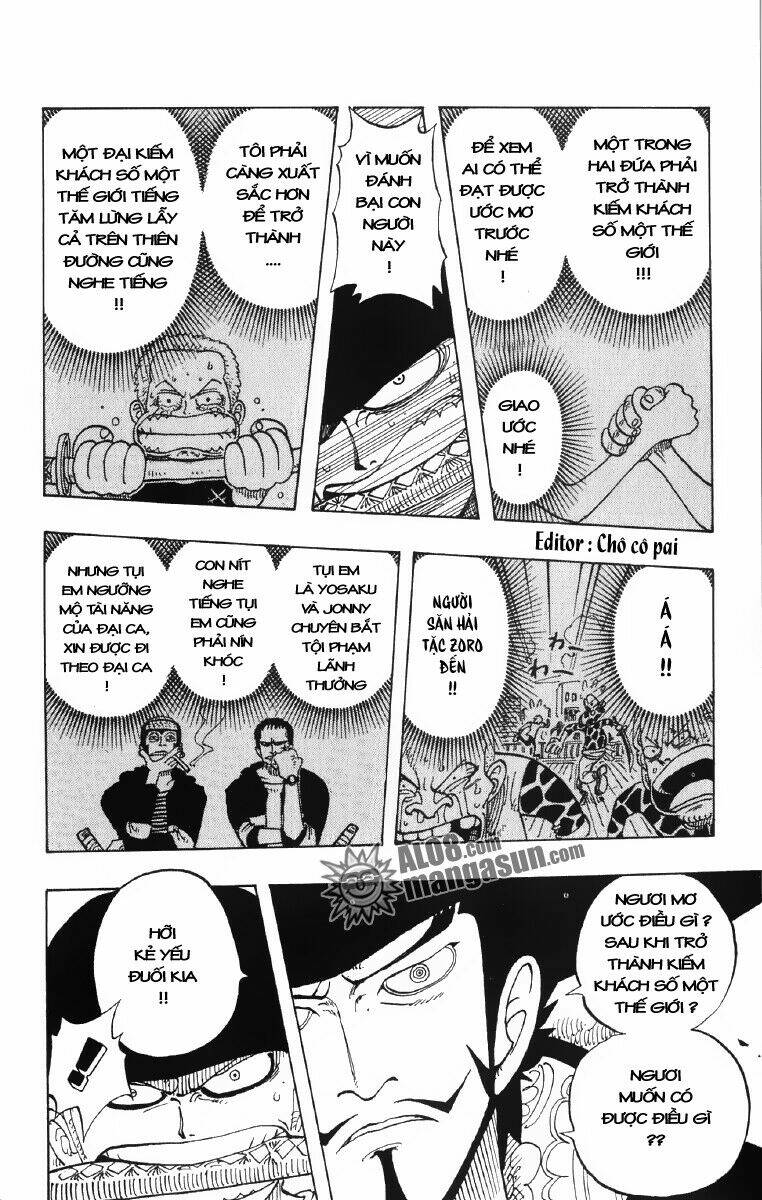 MỘT TRONG
HAI ĐỨA PHẢI
TRỞ THÀNH
KIẾM KHÁCH
SỐ MỘT THẾ
GIỚI
!!!
ĐỂ XEM
AI CÓ THỂ
ĐẠT ĐƯỢC
ƯỚC MƠ
TRƯỚC
NHÉ
!
GIAO
ƯỚC
NHÉ
!
VÌ MUỐN
ĐÁNH
BẠI CON
NGƯỜI
NÀY
!
TÔI PHẢI
CÀNG XUẤT
SẮC HƠN
ĐỂ TRỞ
THÀNH
....
MỘT ĐẠI KIẾM
KHÁCH SỐ MỘT
THẾ GIỚI TIẾNG
TĂM LỪNG LẪY
CẢ TRÊN THIÊN
ĐƯỜNG CŨNG
NGHE TIẾNG
!!
Editor : Chô cô pai
Á
Á !!
わー
わー
NGƯỜI
SĂN HẢI
TẶC ZORO
ĐẾN
!!
TỤI EM
LÀ YOSAKU
VÀ JONNY
CHUYÊN BẮT
TỘI PHẠM
LÃNH
THƯỞNG
CON NÍT
NGHE
TIẾNG TỤI
EM CŨNG
PHẢI NÍN
KHÓC !
NHƯNG TỤI
EM NGƯỠNG
MỘ TÀI NĂNG
CỦA ĐẠI CA,
XIN ĐƯỢC ĐI
THEO ĐẠI CA !
AL08.com
mangasun.com
NGƯƠI MƠ
ƯỚC ĐIỀU GÌ ?
SAU KHI TRỞ
THÀNH KIẾM
KHÁCH SỐ MỘT
THẾ GIỚI ?
NGƯƠI
MUỐN CÓ
ĐƯỢC ĐIỀU GÌ
??
HỠI
KẺ YẾU
ĐUỐI KIA
!!
!